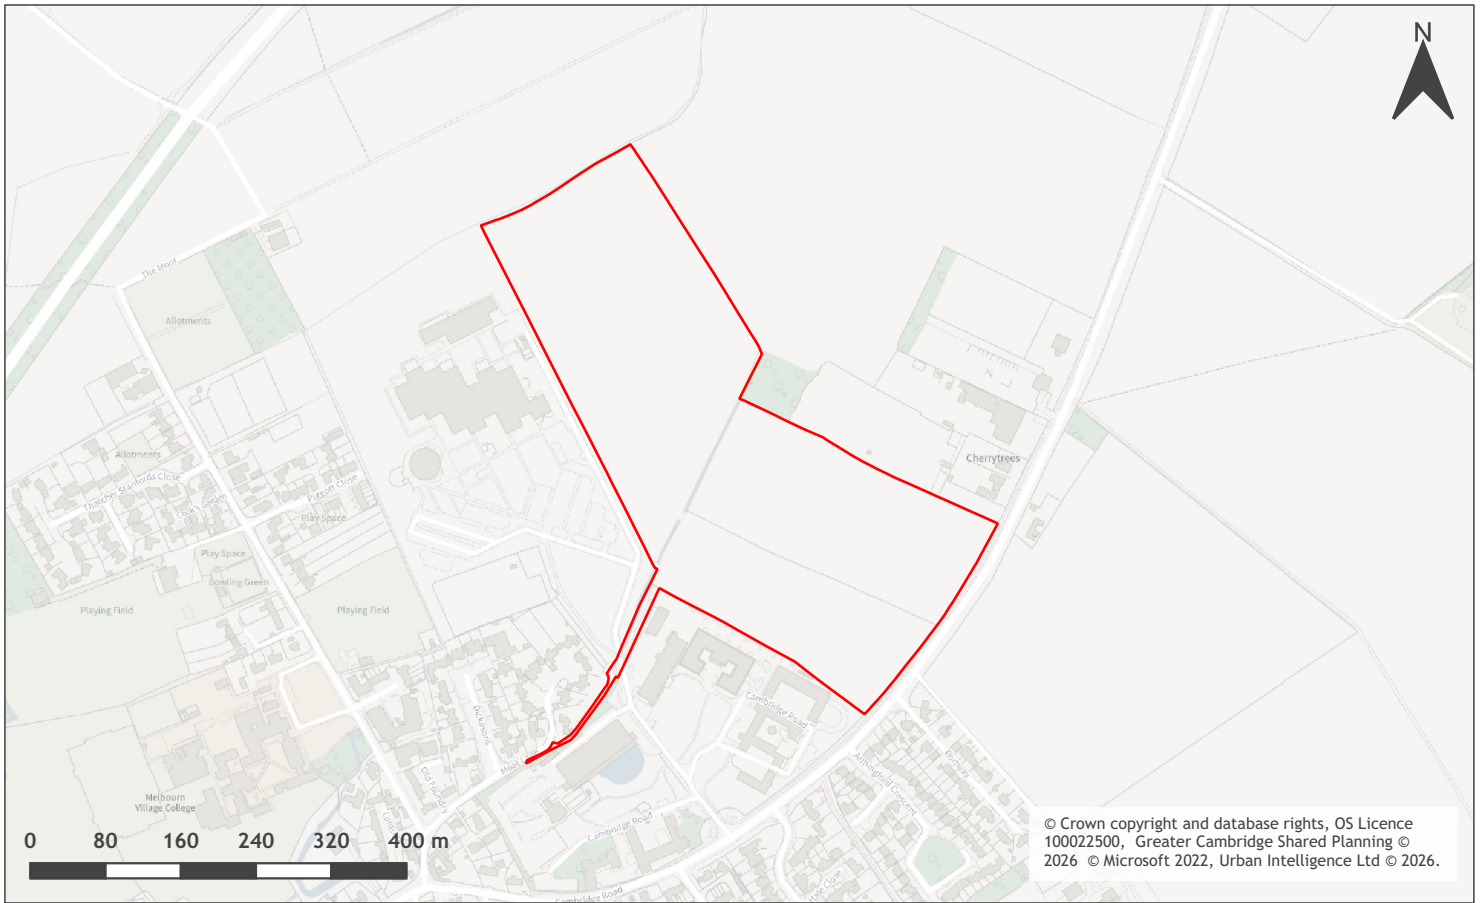 N
The Moor
Allotments
Allotments
Thatcher Stanfords Close
Cook's Garden
Piggott Close
Play Space
Play Space
Bowling Green
Playing Field
Playing Field
Cherrytrees
Dickasons
Cambridge Road
Armingford Crescent
Portway
Old Foundry
Melbourn
Village College
Cambridge Road
Hale Close
Cambridge Road
0 80 160 240 320 400 m
© Crown copyright and database rights, OS Licence
100022500, Greater Cambridge Shared Planning ©
2026 © Microsoft 2022, Urban Intelligence Ltd © 2026.